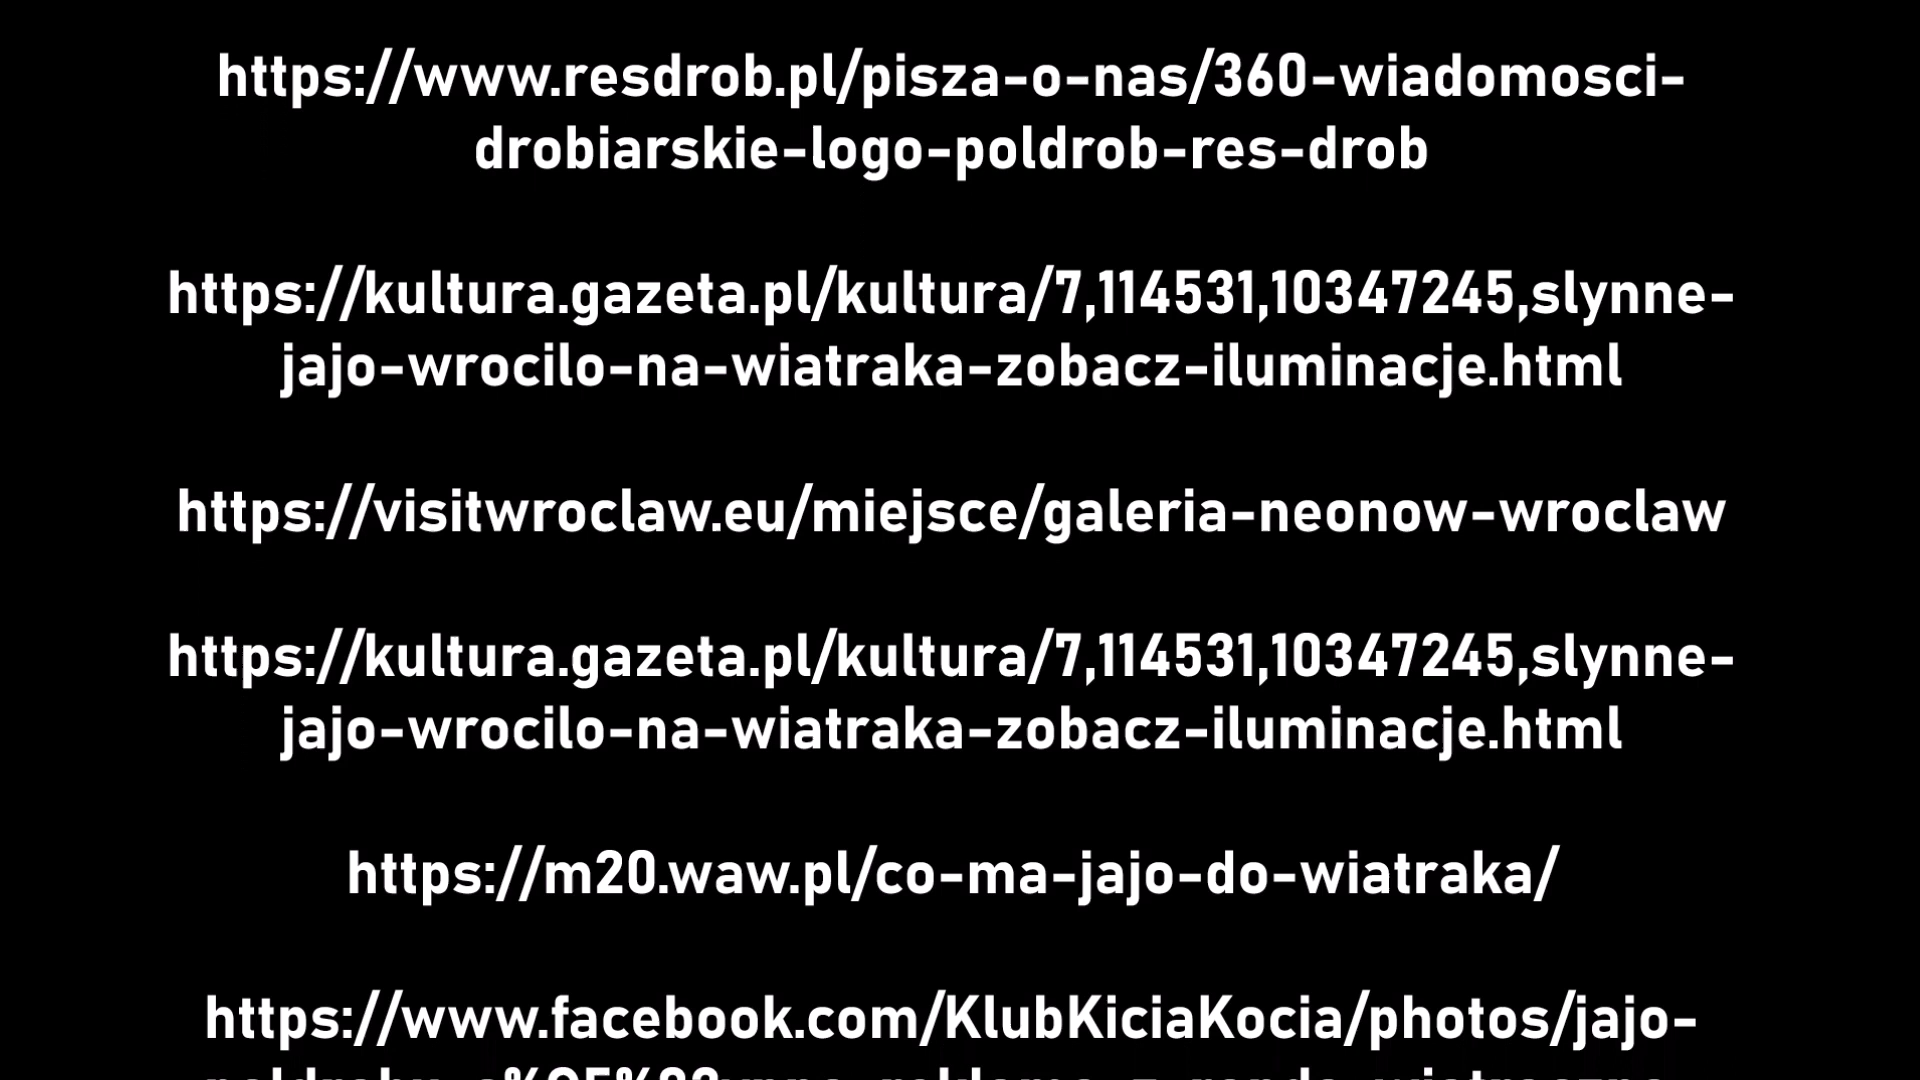 https://www.resdrob.pl/pisza-o-nas/360-wiadomosci-
drobiarskie-logo-poldrob-res-drob
https://kultura.gazeta.pl/kultura/7,114531,10347245,slynne-
jajo-wrocilo-na-wiatraka-zobacz-iluminacje.html
https://visitwroclaw.eu/miejsce/galeria-neonow-wroclaw
https://kultura.gazeta.pl/kultura/7,114531,10347245,slynne-
jajo-wrocilo-na-wiatraka-zobacz-iluminacje.html
https://m20.waw.pl/co-ma-jajo-do-wiatraka/
https://www.facebook.com/KlubKiciaKocia/photos/jajo-